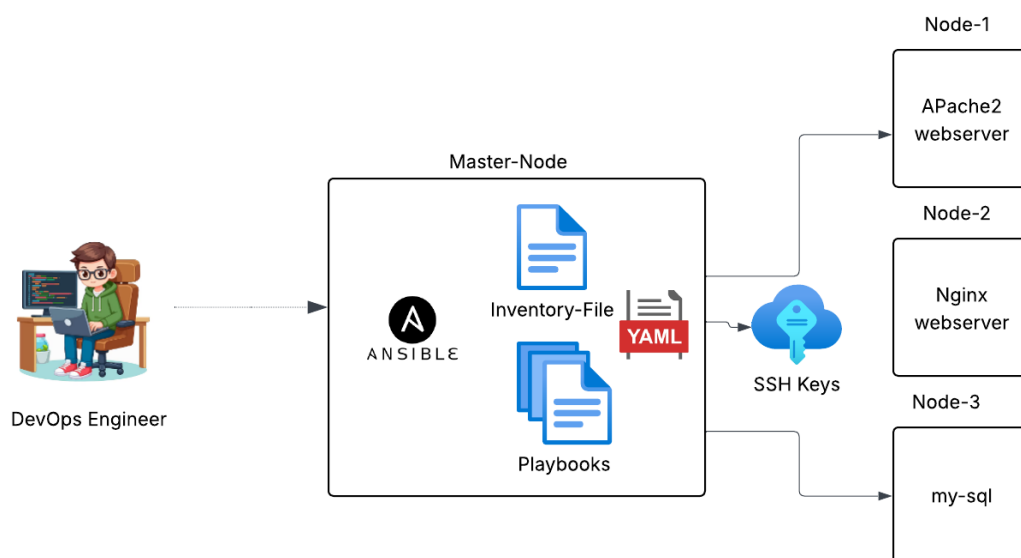 Node-1
APache2
webserver
Master-Node
Node-2
Inventory-File
Nginx
webserver
YAML
ANSIBLE
SSH Keys
Node-3
DevOps Engineer
Playbooks
my-sql